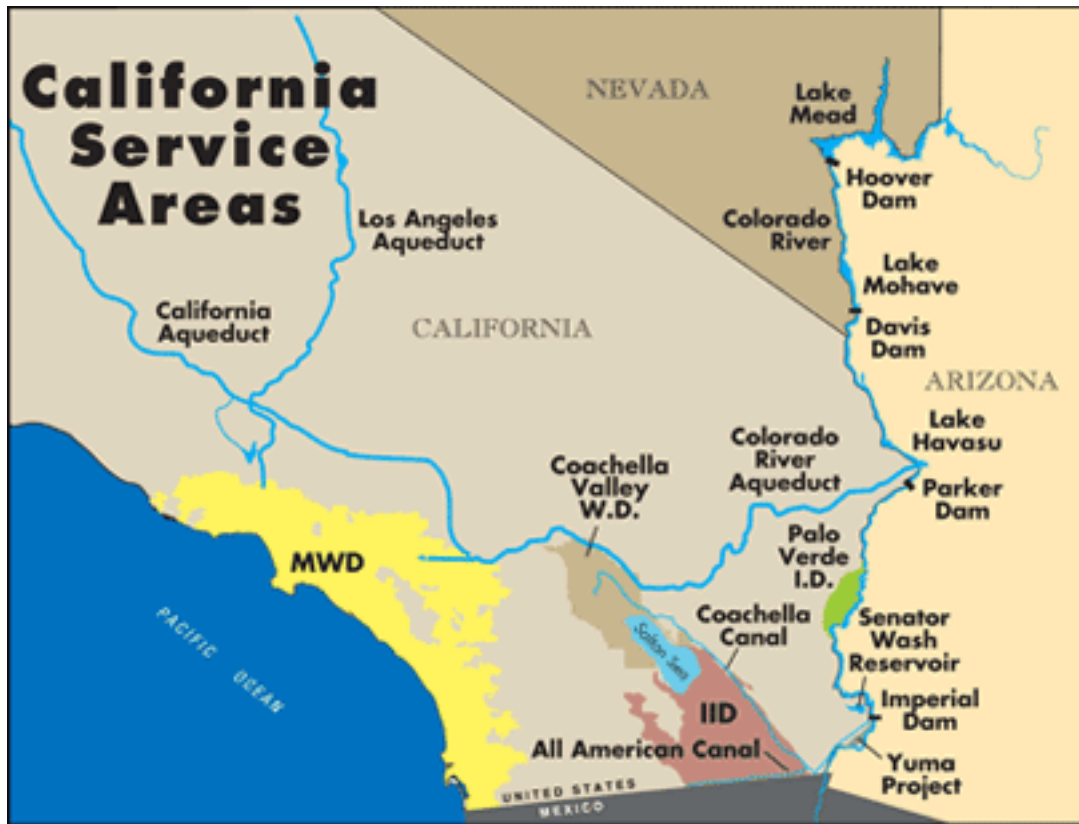 California
Service
Areas
NEVADA
Lake
Mead
Hoover
Dam
Colorado
River
Los Angeles
Aqueduct
Lake
Mohave
California
Aqueduct
CALIFORNIA
Davis
Dam
ARIZONA
Lake
Havasu
Colorado
River
Aqueduct
Coachella
Valley
W.D.
Parker
Dam
MWD
Palo
Verde
I.D.
Coachella
Canal
Senator
Wash
Reservoir
PACIFIC OCEAN
Salton Sea
IID
Imperial
Dam
All American Canal
Yuma
Project
UNITED STATES
MEXICO